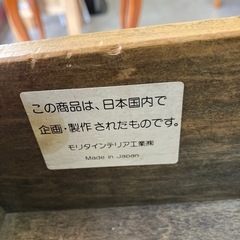 この商品は、日本国内で
企画・製作されたものです。
モリタインテリア工業㈱
Made in Japan